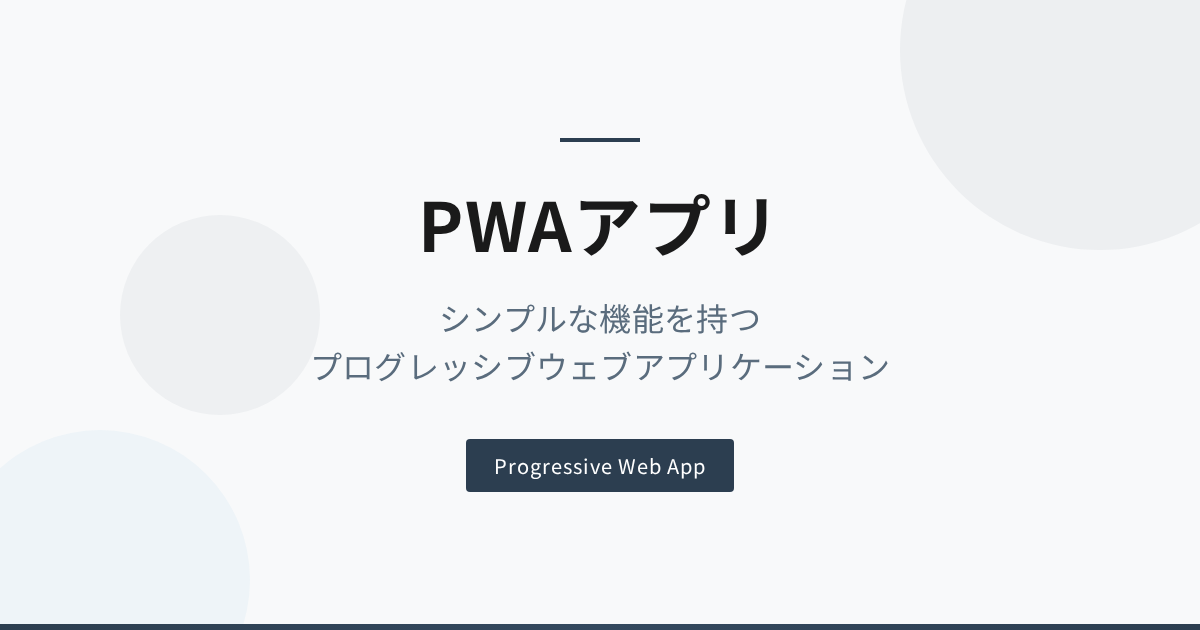 PWAアプリ
シンプルな機能を持つ
プログレッシブウェブアプリケーション
Progressive Web App